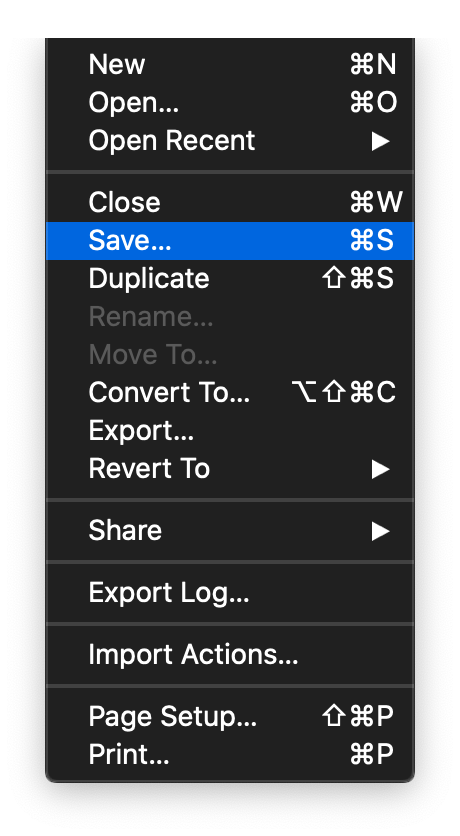 New ⌘N
Open... ⌘O
Open Recent ▶
Close ⌘W
Save... ⌘S
Duplicate ⇧⌘S
Rename...
Move To...
Convert To... ⌥⇧⌘C
Export...
Revert To ▶
Share ▶
Export Log...
Import Actions...
Page Setup... ⇧⌘P
Print... ⌘P